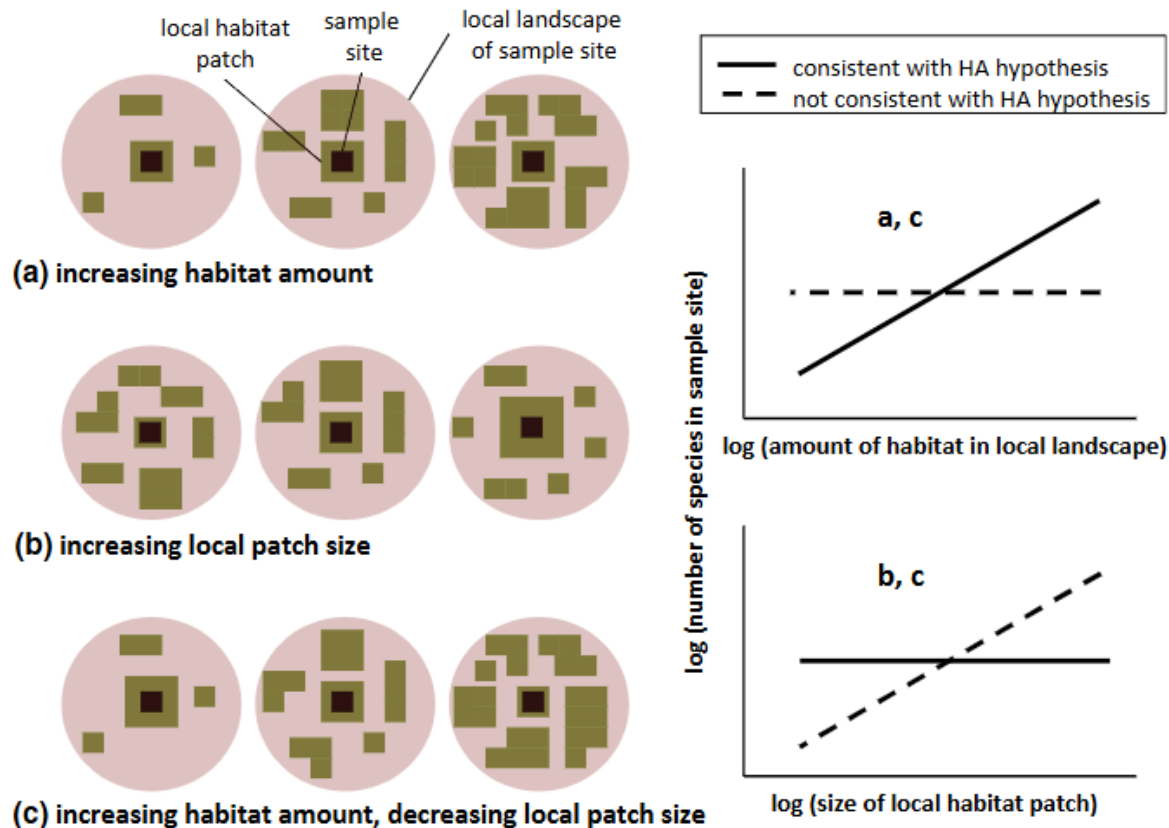 local habitat
patch
sample
site
local landscape
of sample site
(a) increasing habitat amount
(b) increasing local patch size
(c) increasing habitat amount, decreasing local patch size
consistent with HA hypothesis
not consistent with HA hypothesis
log (number of species in sample site)
a, c
log (amount of habitat in local landscape)
b, c
log (size of local habitat patch)